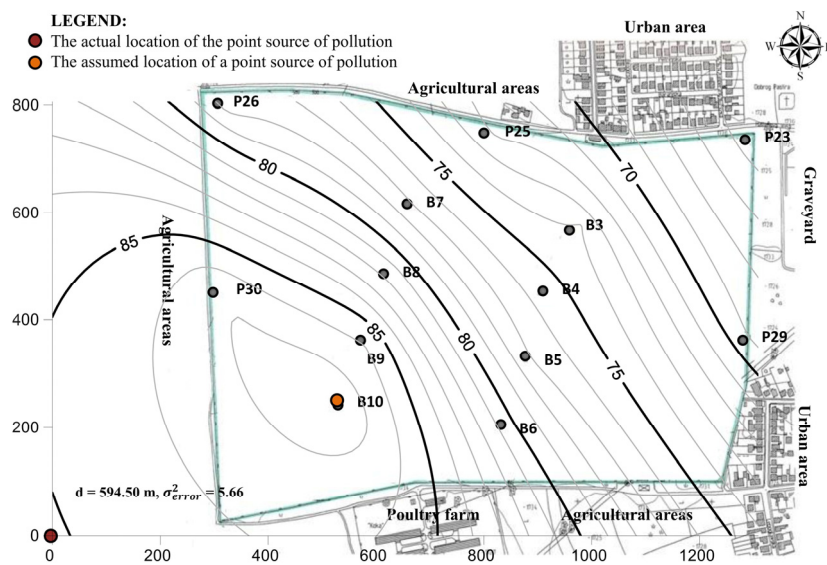 LEGEND:
The actual location of the point source of pollution
The assumed location of a point source of pollution
Urban area
N
W
S
Agricultural areas
800
P26
P25
P23
75
70
80
Graveyard
600
B7
B3
Agricultural areas
85
B8
P30
B4
400
85
80
P29
B9
B5
75
B10
Urban area
200
B6
d = 594.50 m, σ²error = 5.66
Poultry farm
Agricultural areas
0
0
200
400
600
800
1000
1200